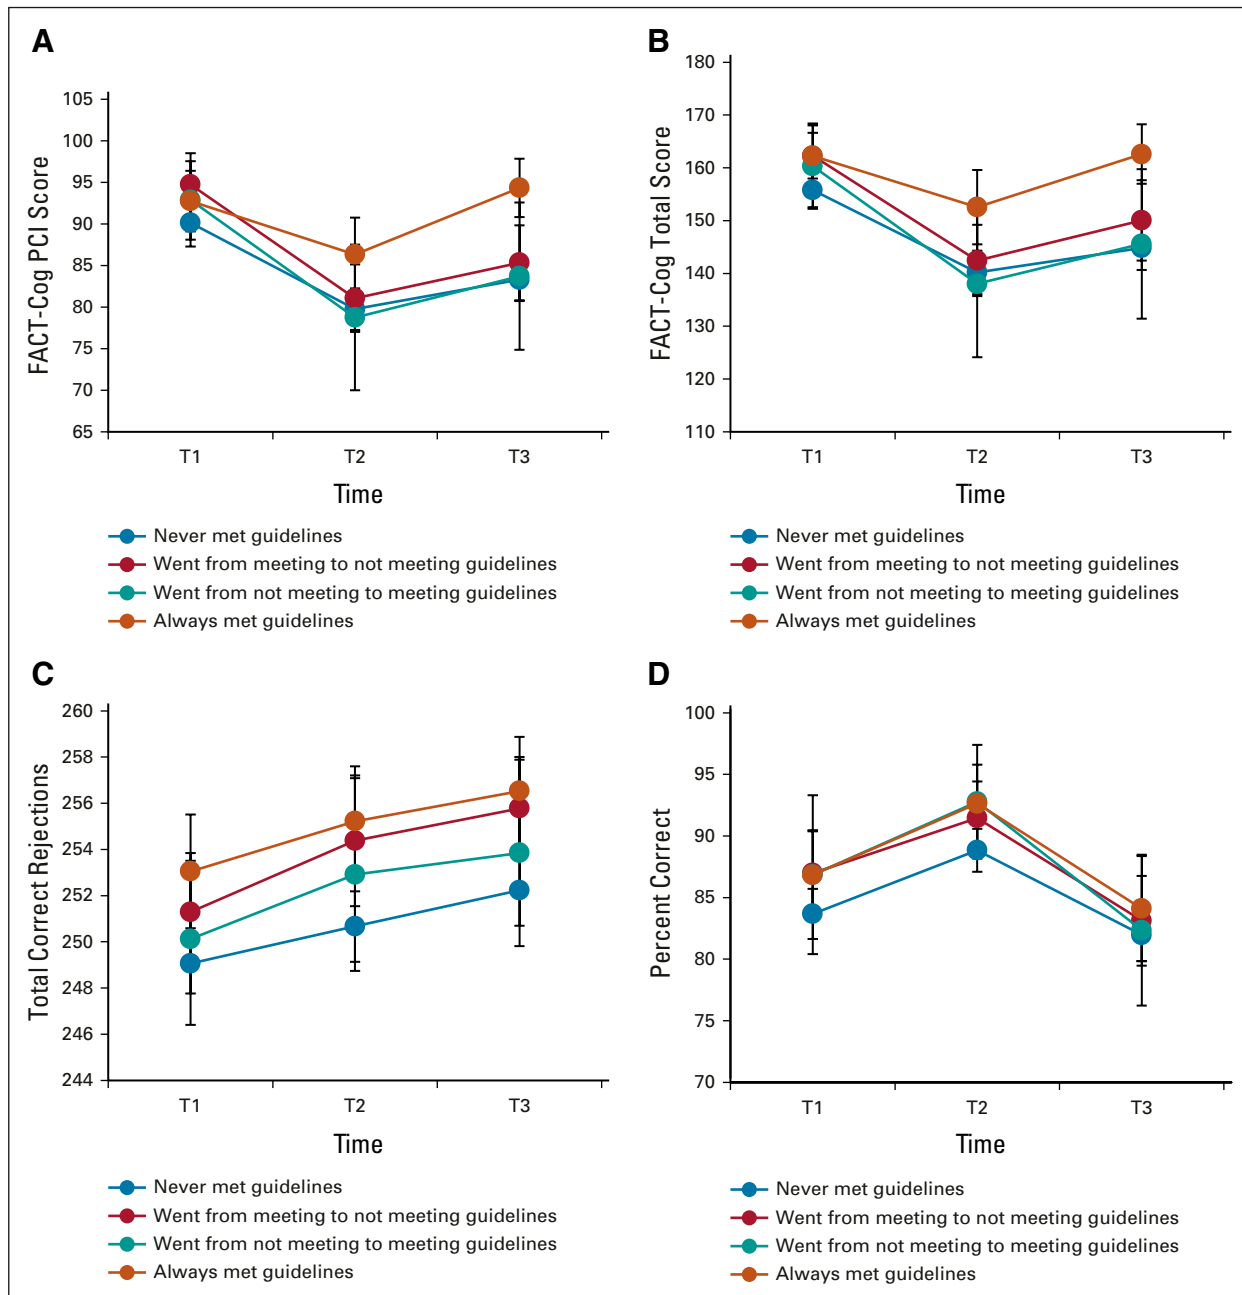 A
FACT-Cog PCI Score
105
100
95
90
85
80
75
70
65
T1
T2
T3
Time
Never met guidelines
Went from meeting to not meeting guidelines
Went from not meeting to meeting guidelines
Always met guidelines
B
FACT-Cog Total Score
180
170
160
150
140
130
120
110
T1
T2
T3
Time
Never met guidelines
Went from meeting to not meeting guidelines
Went from not meeting to meeting guidelines
Always met guidelines
C
Total Correct Rejections
260
258
256
254
252
250
248
246
244
T1
T2
T3
Time
Never met guidelines
Went from meeting to not meeting guidelines
Went from not meeting to meeting guidelines
Always met guidelines
D
Percent Correct
100
95
90
85
80
75
70
T1
T2
T3
Time
Never met guidelines
Went from meeting to not meeting guidelines
Went from not meeting to meeting guidelines
Always met guidelines